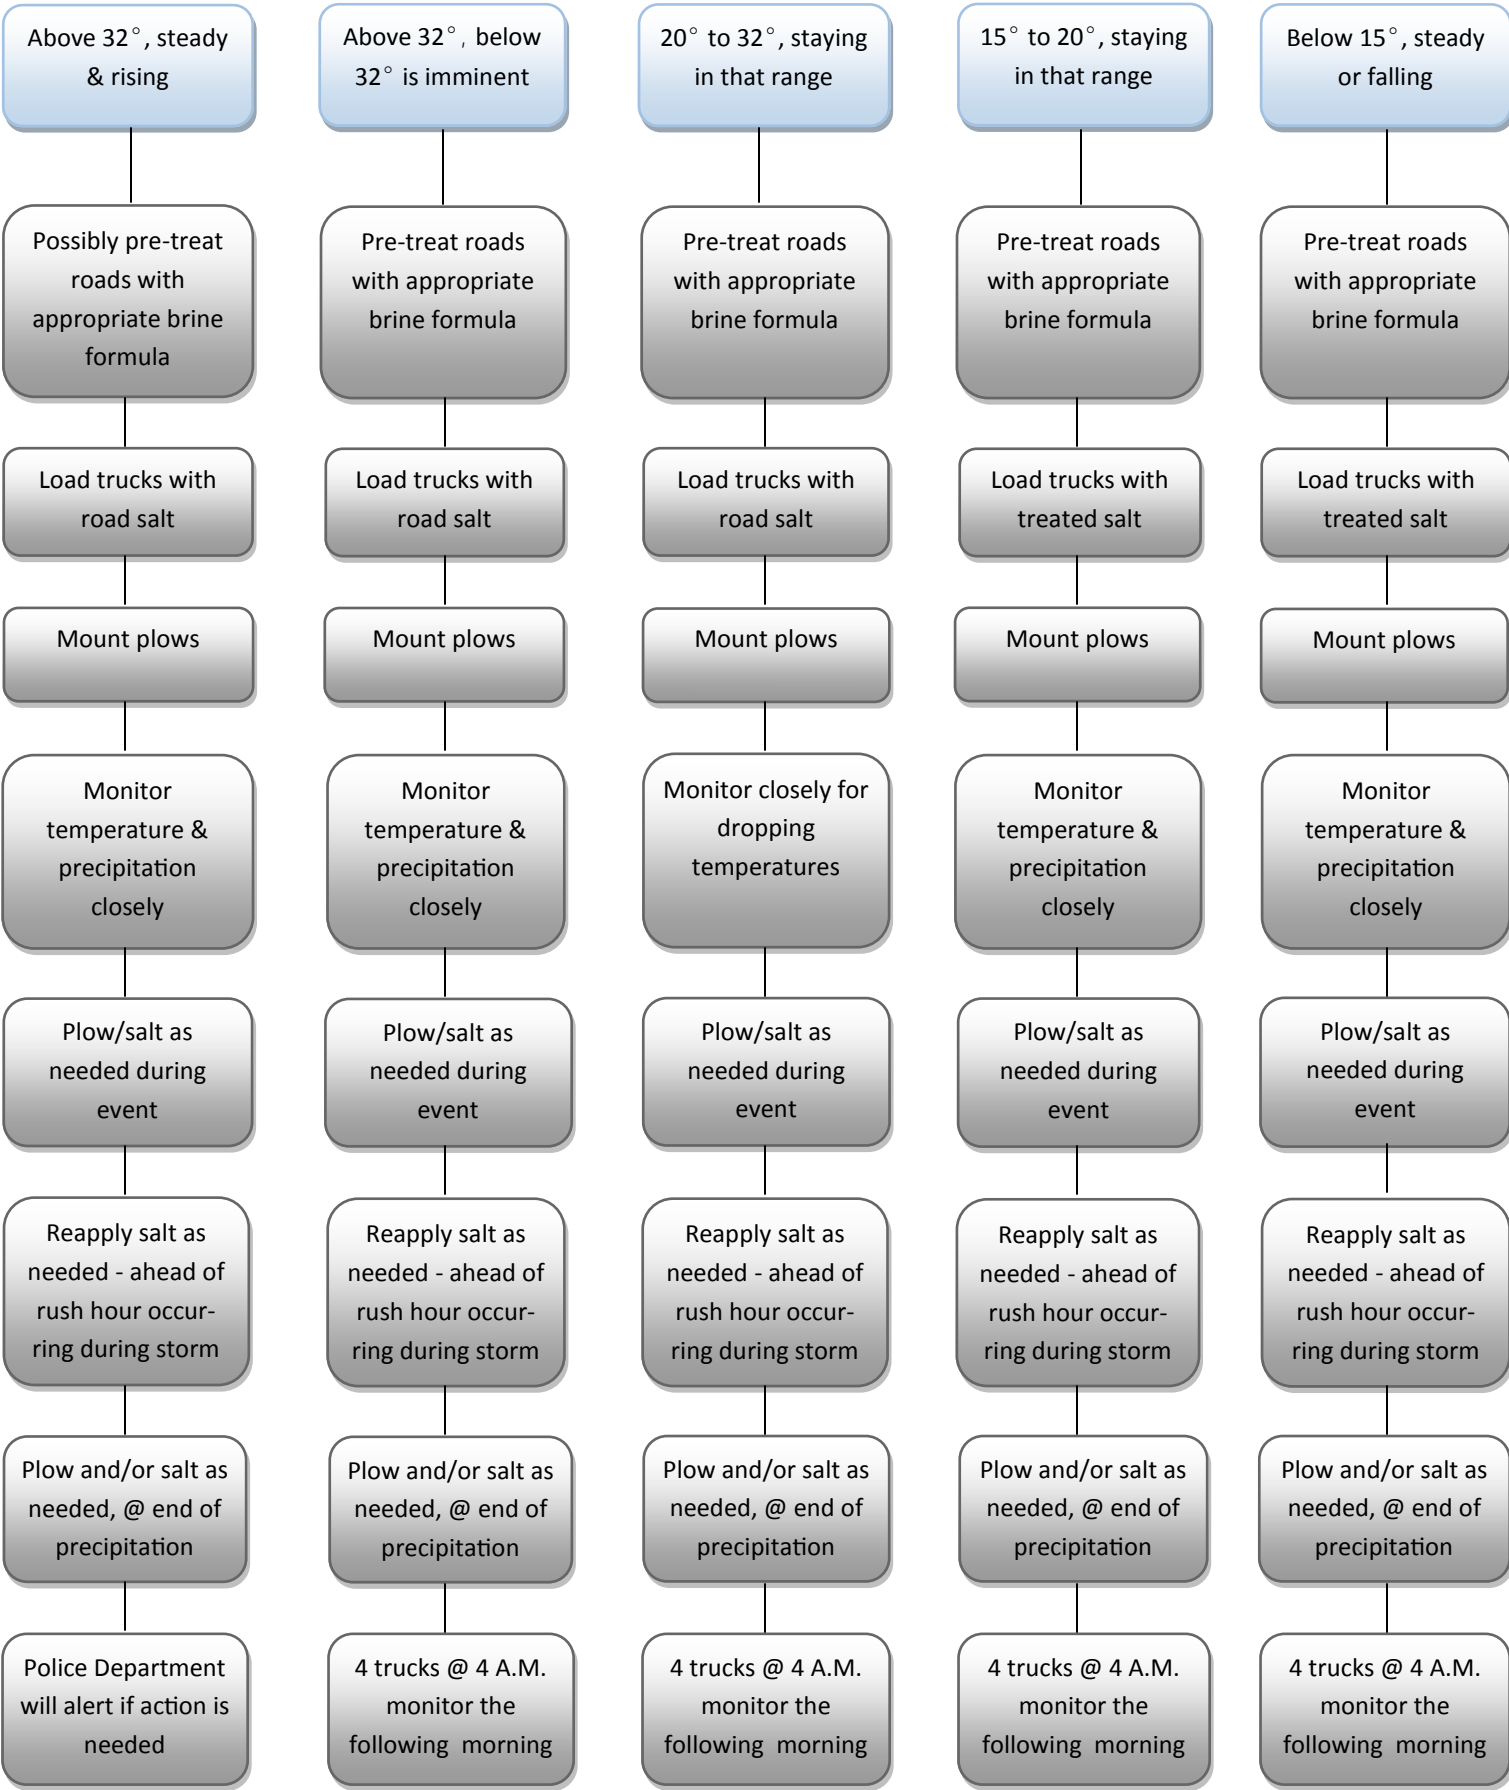 Above 32°, steady
& rising
Possibly pre-treat
roads with
appropriate brine
formula
Load trucks with
road salt
Mount plows
Monitor
temperature &
precipitation
closely
Plow/salt as
needed during
event
Reapply salt as
needed - ahead of
rush hour occur-
ring during storm
Plow and/or salt as
needed, @ end of
precipitation
Police Department
will alert if action is
needed
Above 32°, below
32° is imminent
Pre-treat roads
with appropriate
brine formula
Load trucks with
road salt
Mount plows
Monitor
temperature &
precipitation
closely
Plow/salt as
needed during
event
Reapply salt as
needed - ahead of
rush hour occur-
ring during storm
Plow and/or salt as
needed, @ end of
precipitation
4 trucks @ 4 A.M.
monitor the
following morning
20° to 32°, staying
in that range
Pre-treat roads
with appropriate
brine formula
Load trucks with
road salt
Mount plows
Monitor closely for
dropping
temperatures
Plow/salt as
needed during
event
Reapply salt as
needed - ahead of
rush hour occur-
ring during storm
Plow and/or salt as
needed, @ end of
precipitation
4 trucks @ 4 A.M.
monitor the
following morning
15° to 20°, staying
in that range
Pre-treat roads
with appropriate
brine formula
Load trucks with
treated salt
Mount plows
Monitor
temperature &
precipitation
closely
Plow/salt as
needed during
event
Reapply salt as
needed - ahead of
rush hour occur-
ring during storm
Plow and/or salt as
needed, @ end of
precipitation
4 trucks @ 4 A.M.
monitor the
following morning
Below 15°, steady
or falling
Pre-treat roads
with appropriate
brine formula
Load trucks with
treated salt
Mount plows
Monitor
temperature &
precipitation
closely
Plow/salt as
needed during
event
Reapply salt as
needed - ahead of
rush hour occur-
ring during storm
Plow and/or salt as
needed, @ end of
precipitation
4 trucks @ 4 A.M.
monitor the
following morning